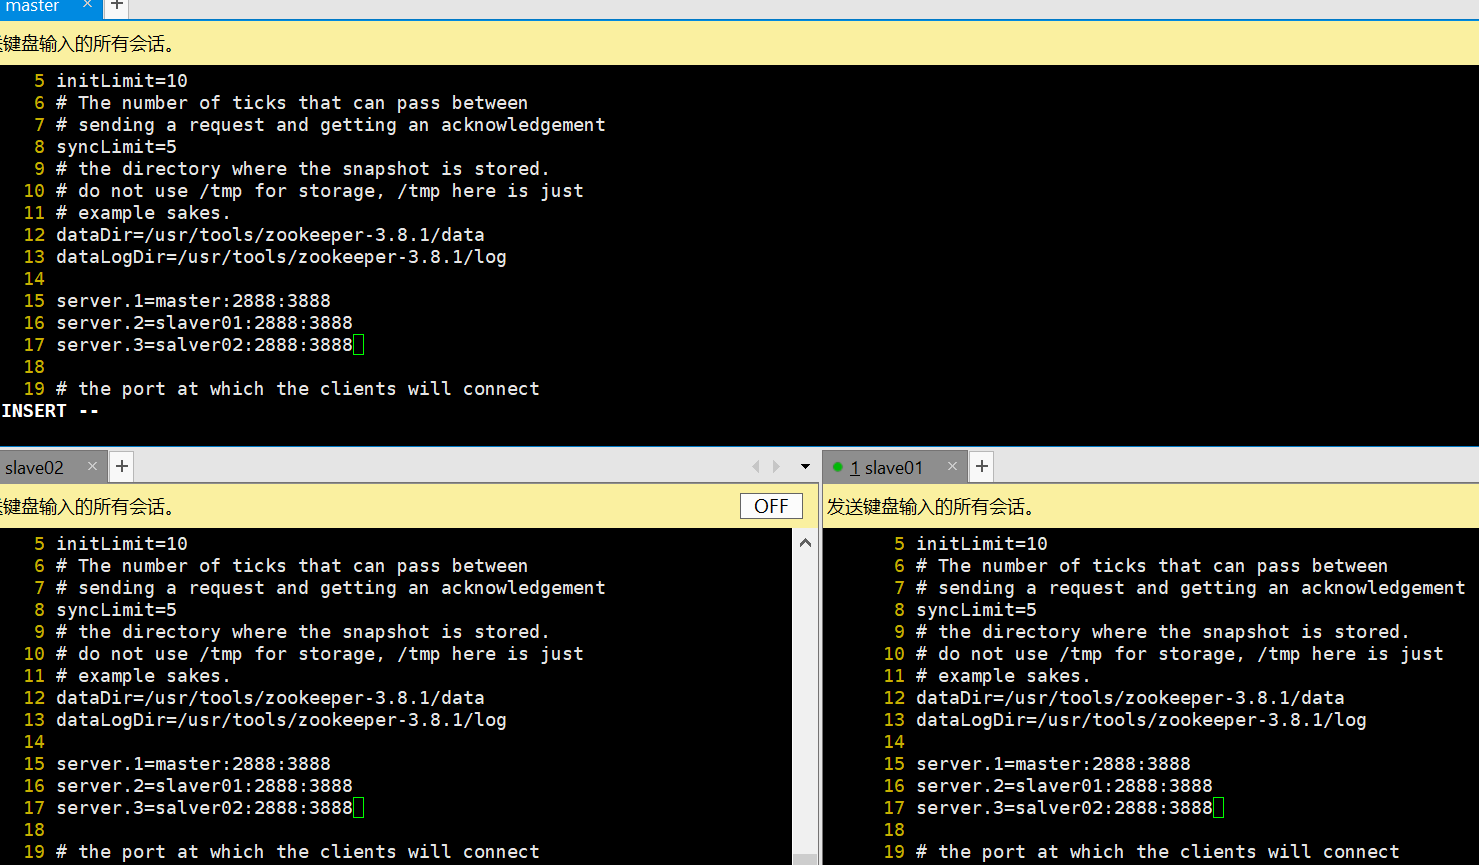 master × +
送键盘输入的所有会话。
5 initLimit=10
6 # The number of ticks that can pass between
7 # sending a request and getting an acknowledgement
8 syncLimit=5
9 # the directory where the snapshot is stored.
10 # do not use /tmp for storage, /tmp here is just
11 # example sakes.
12 dataDir=/usr/tools/zookeeper-3.8.1/data
13 dataLogDir=/usr/tools/zookeeper-3.8.1/log
14
15 server.1=master:2888:3888
16 server.2=slaver01:2888:3888
17 server.3=salver02:2888:3888
18
19 # the port at which the clients will connect
INSERT --
slave02 × +
送键盘输入的所有会话。 OFF
5 initLimit=10
6 # The number of ticks that can pass between
7 # sending a request and getting an acknowledgement
8 syncLimit=5
9 # the directory where the snapshot is stored.
10 # do not use /tmp for storage, /tmp here is just
11 # example sakes.
12 dataDir=/usr/tools/zookeeper-3.8.1/data
13 dataLogDir=/usr/tools/zookeeper-3.8.1/log
14
15 server.1=master:2888:3888
16 server.2=slaver01:2888:3888
17 server.3=salver02:2888:3888
18
19 # the port at which the clients will connect
1 slave01 × +
发送键盘输入的所有会话。
5 initLimit=10
6 # The number of ticks that can pass between
7 # sending a request and getting an acknowledgement
8 syncLimit=5
9 # the directory where the snapshot is stored.
10 # do not use /tmp for storage, /tmp here is just
11 # example sakes.
12 dataDir=/usr/tools/zookeeper-3.8.1/data
13 dataLogDir=/usr/tools/zookeeper-3.8.1/log
14
15 server.1=master:2888:3888
16 server.2=slaver01:2888:3888
17 server.3=salver02:2888:3888
18
19 # the port at which the clients will connect